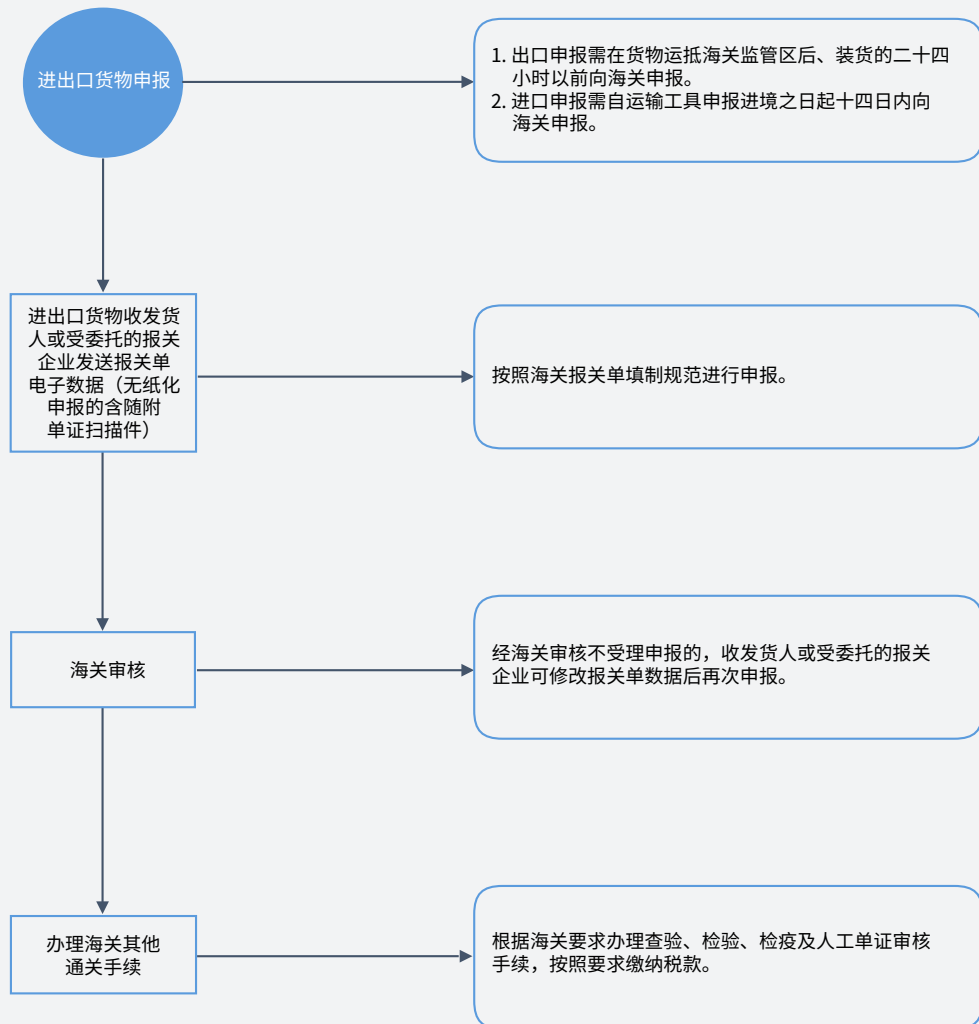 进出口货物申报
1. 出口申报需在货物运抵海关监管区后、装货的二十四
小时以前向海关申报。
2. 进口申报需自运输工具申报进境之日起十四日内向
海关申报。
进出口货物收发货
人或受委托的报关
企业发送报关单
电子数据（无纸化
申报的含随附
单证扫描件）
按照海关报关单填制规范进行申报。
海关审核
经海关审核不受理申报的，收发货人或受委托的报关
企业可修改报关单数据后再次申报。
办理海关其他
通关手续
根据海关要求办理查验、检验、检疫及人工单证审核
手续，按照要求缴纳税款。